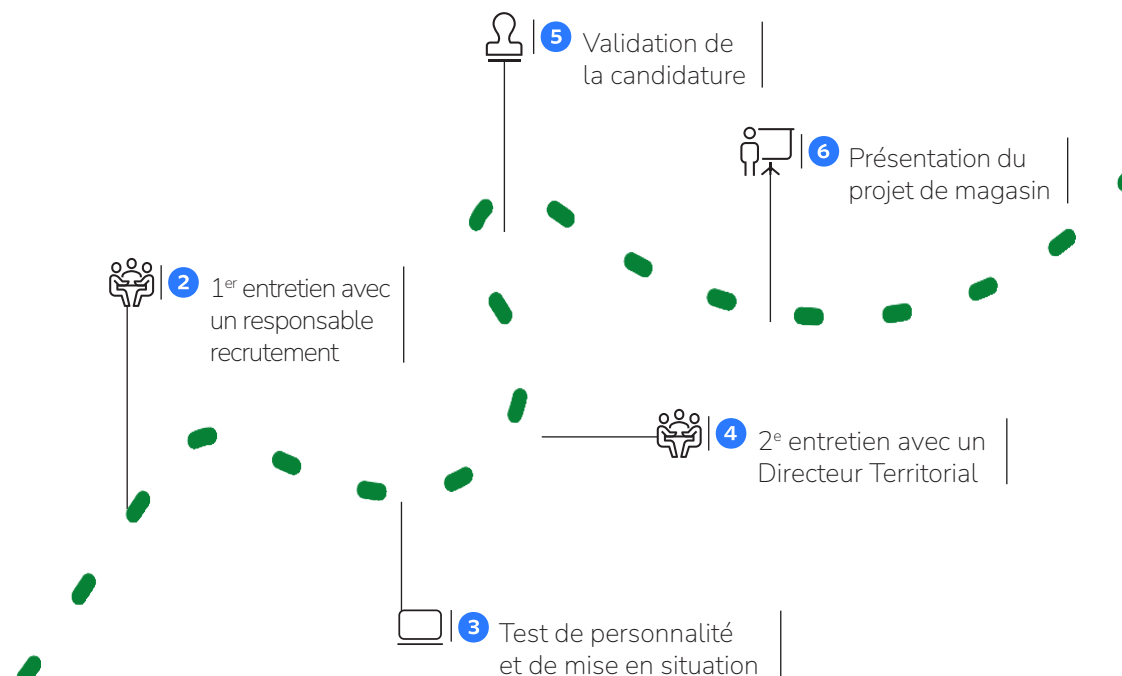 5 Validation de
la candidature
6 Présentation du
projet de magasin
2 1er entretien avec
un responsable
recrutement
4 2e entretien avec un
Directeur Territorial
3 Test de personnalité
et de mise en situation